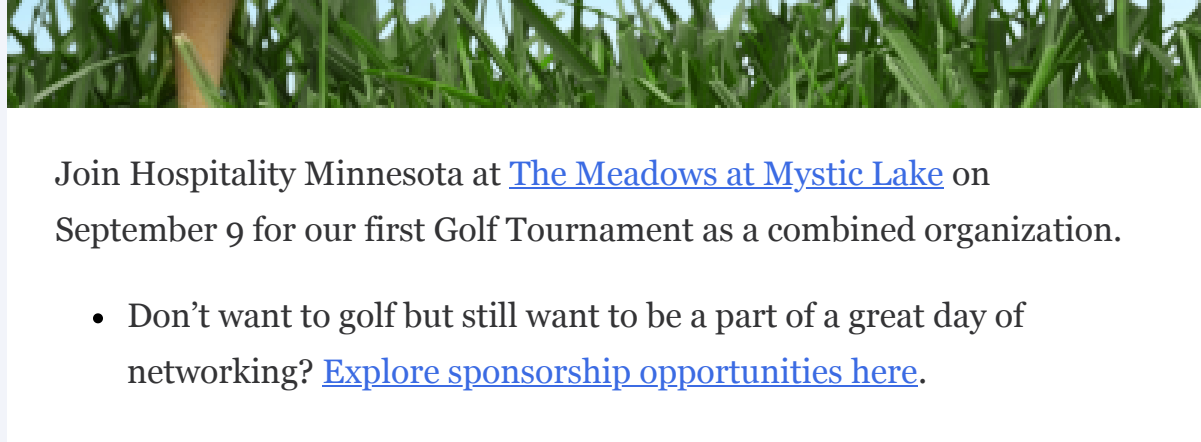 Join Hospitality Minnesota at The Meadows at Mystic Lake on
September 9 for our first Golf Tournament as a combined organization.
• Don’t want to golf but still want to be a part of a great day of
networking? Explore sponsorship opportunities here.